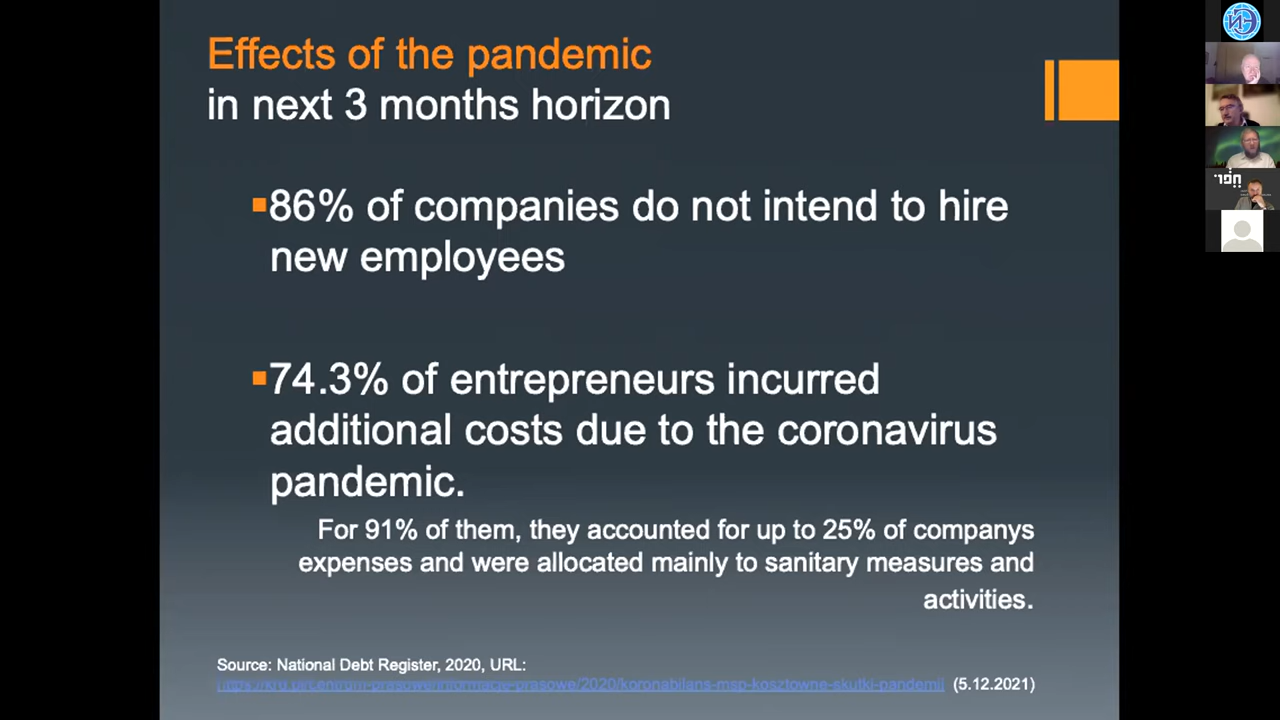 Effects of the pandemic
in next 3 months horizon
86% of companies do not intend to hire
new employees
74.3% of entrepreneurs incurred
additional costs due to the coronavirus
pandemic.
For 91% of them, they accounted for up to 25% of companys
expenses and were allocated mainly to sanitary measures and
activities.
Source: National Debt Register, 2020, URL:
(5.12.2021)